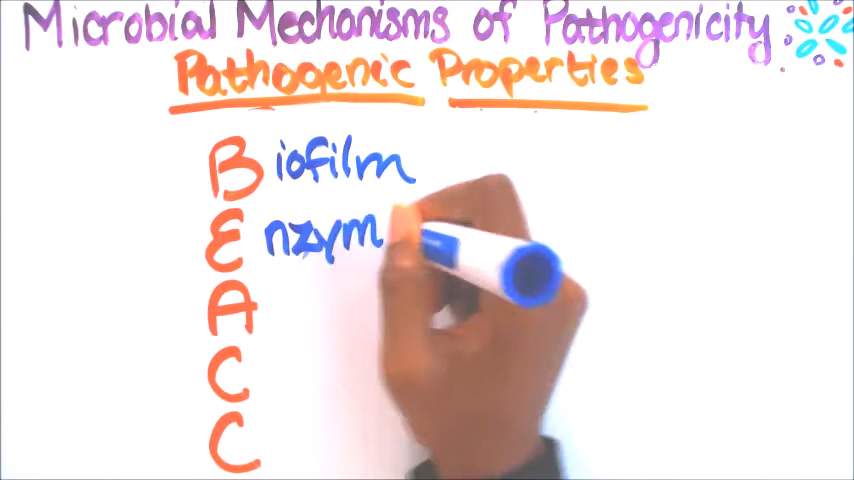 Microbial Mechanisms of Pathogenicity
Pathogenic Properties
Biofilm
Enzym
A
C
C